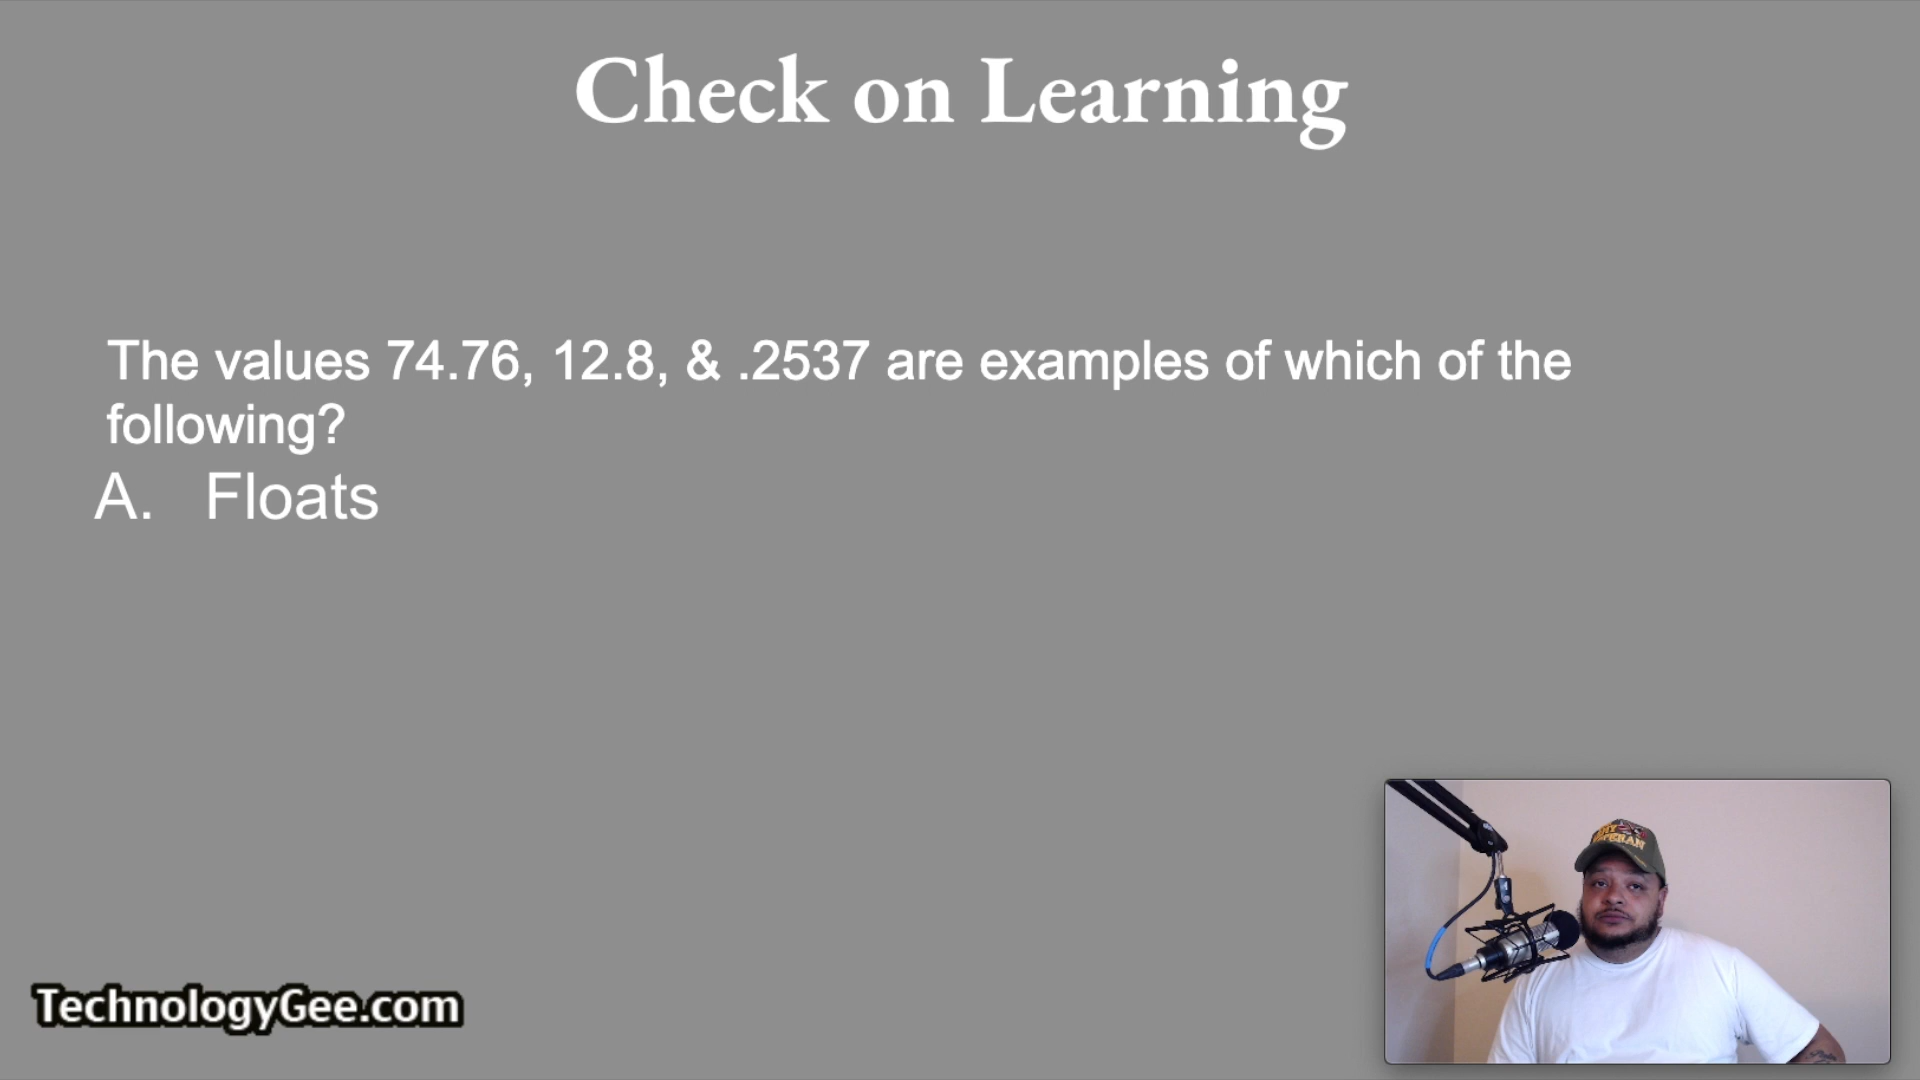 Check on Learning
The values 74.76, 12.8, & .2537 are examples of which of the
following?
A. Floats
VETERAN
TechnologyGee.com